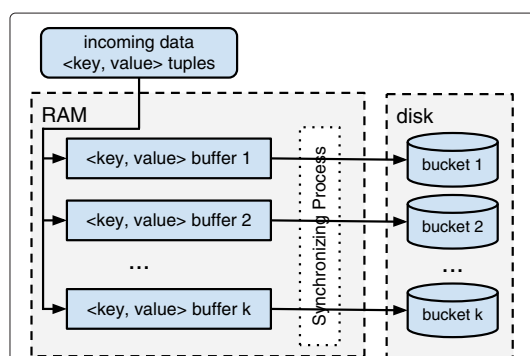 incoming data
<key, value> tuples
RAM
disk
<key, value> buffer 1
bucket 1
<key, value> buffer 2
bucket 2
...
...
<key, value> buffer k
bucket k
Synchronizing Process